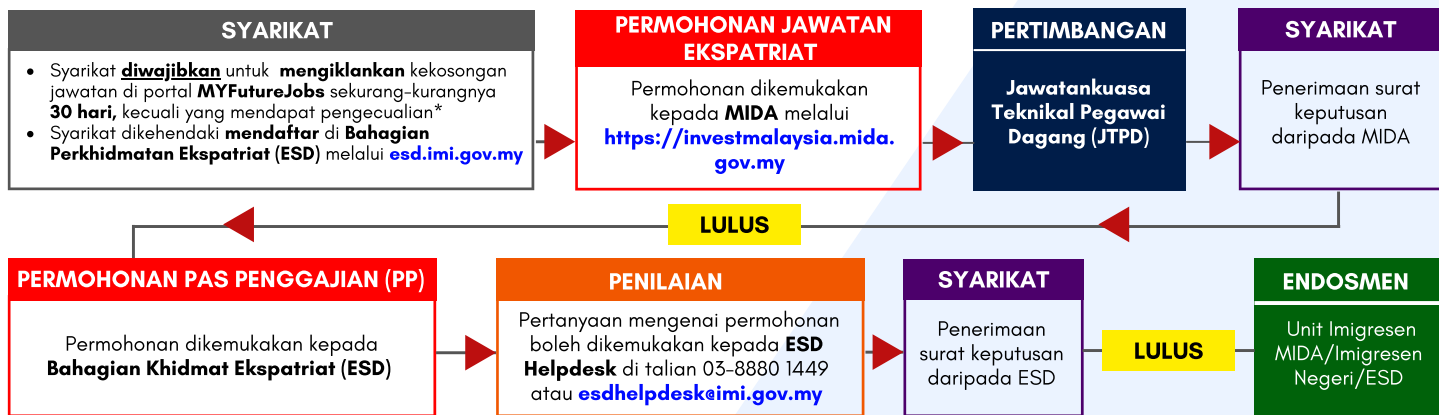 SYARIKAT
• Syarikat diwajibkan untuk mengiklankan kekosongan
jawatan di portal MYFutureJobs sekurang-kurangnya
30 hari, kecuali yang mendapat pengecualian*
• Syarikat dikehendaki mendaftar di Bahagian
Perkhidmatan Ekspatriat (ESD) melalui esd.imi.gov.my
PERMOHONAN JAWATAN
EKSPATRIAT
Permohonan dikemukakan
kepada MIDA melalui
https://investmalaysia.mida.
gov.my
PERTIMBANGAN
Jawatankuasa
Teknikal Pegawai
Dagang (JTPD)
SYARIKAT
Penerimaan surat
keputusan
daripada MIDA
LULUS
PERMOHONAN PAS PENGGAJIAN (PP)
Permohonan dikemukakan kepada
Bahagian Khidmat Ekspatriat (ESD)
PENILAIAN
Pertanyaan mengenai permohonan
boleh dikemukakan kepada ESD
Helpdesk di talian 03-8880 1449
atau esdhelpdesk@imi.gov.my
SYARIKAT
Penerimaan
surat keputusan
daripada ESD
LULUS
ENDOSMEN
Unit Imigresen
MIDA/Imigresen
Negeri/ESD